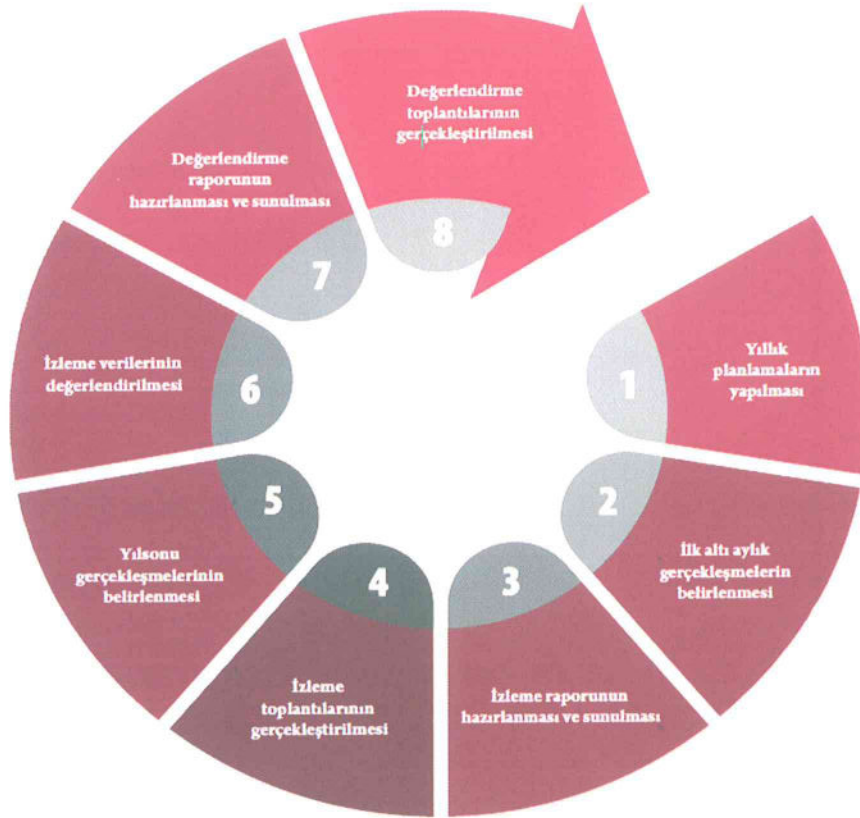 1
Yıllık
planlamaların
yapılması
2
İlk altı aylık
gerçekleşmelerin
belirlenmesi
3
İzleme raporunun
hazırlanması ve sunulması
4
İzleme
toplantılarının
gerçekleştirilmesi
5
Yılsonu
gerçekleşmelerinin
belirlenmesi
6
İzleme verilerinin
değerlendirilmesi
7
Değerlendirme
raporunun
hazırlanması ve sunulması
8
Değerlendirme
toplantılarının
gerçekleştirilmesi